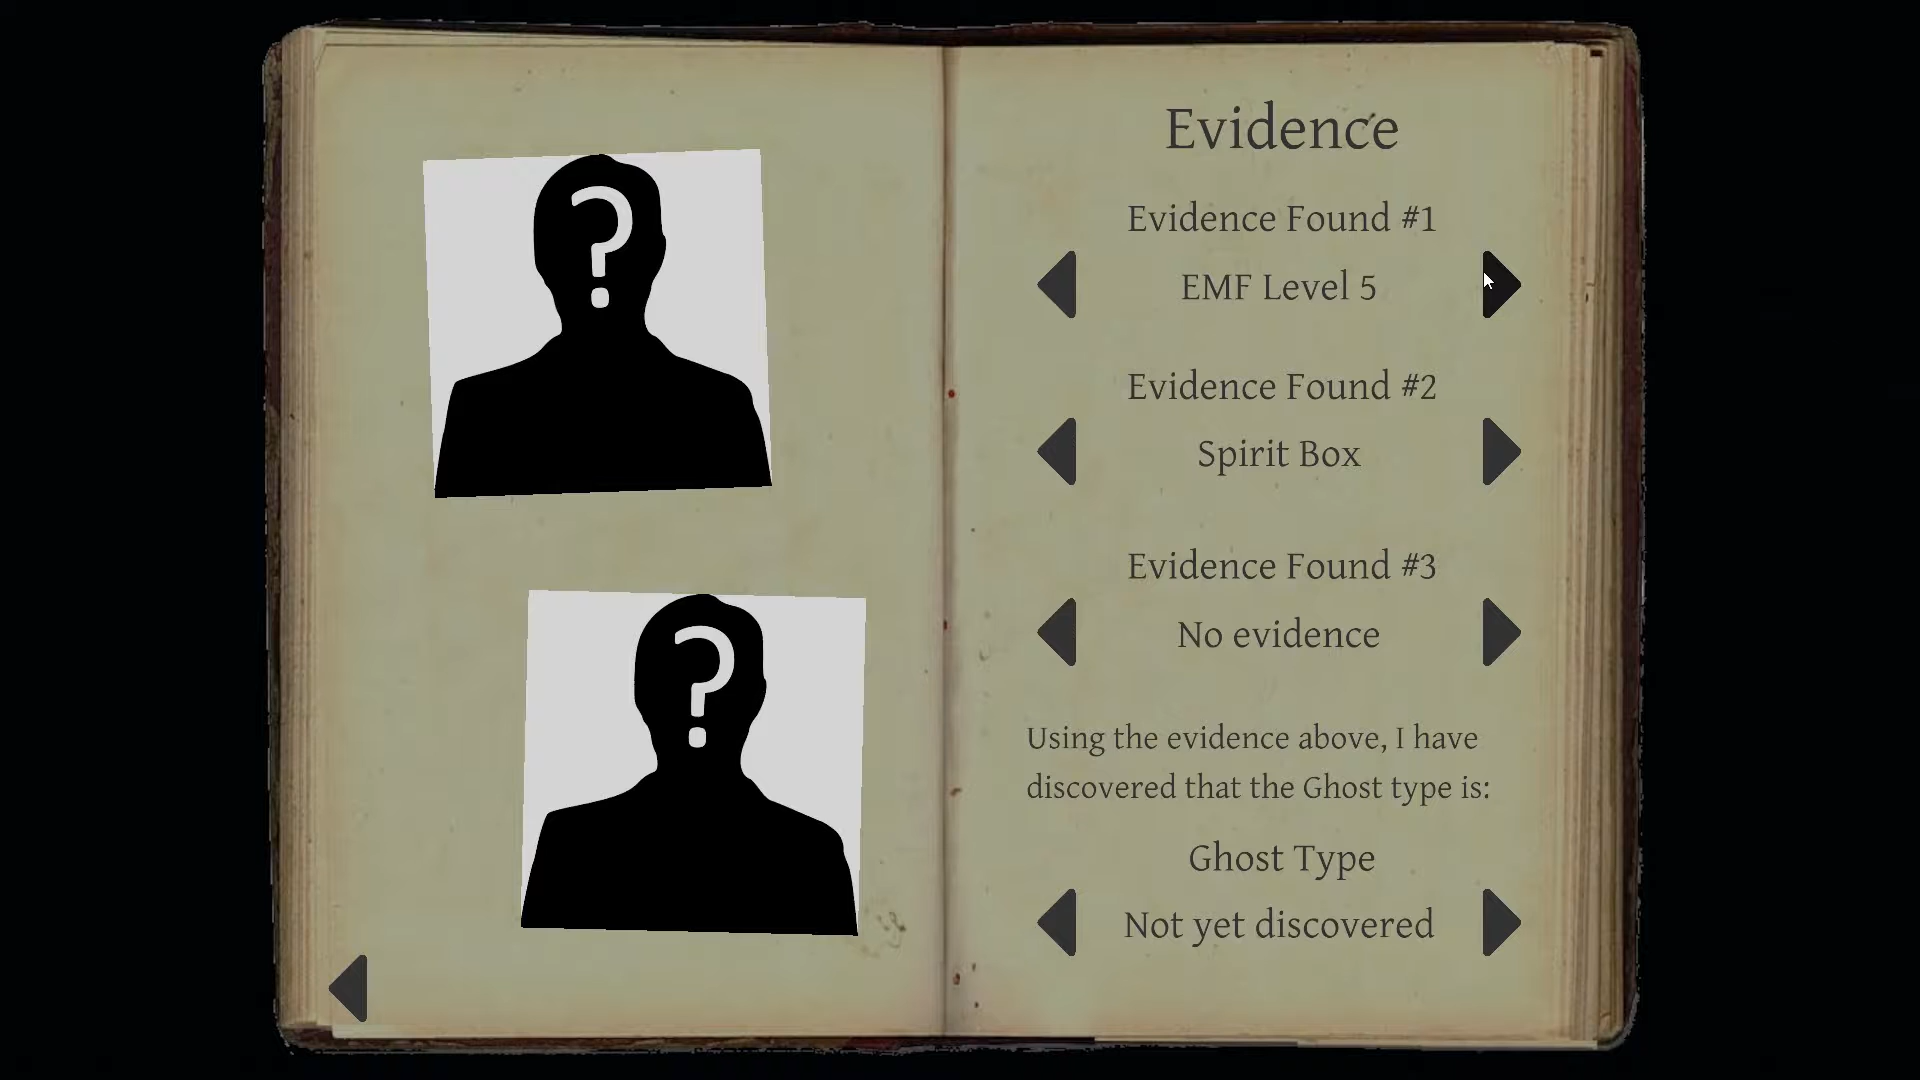 ?
?
Evidence
Evidence Found #1
EMF Level 5
Evidence Found #2
Spirit Box
Evidence Found #3
No evidence
Using the evidence above, I have
discovered that the Ghost type is:
Ghost Type
Not yet discovered